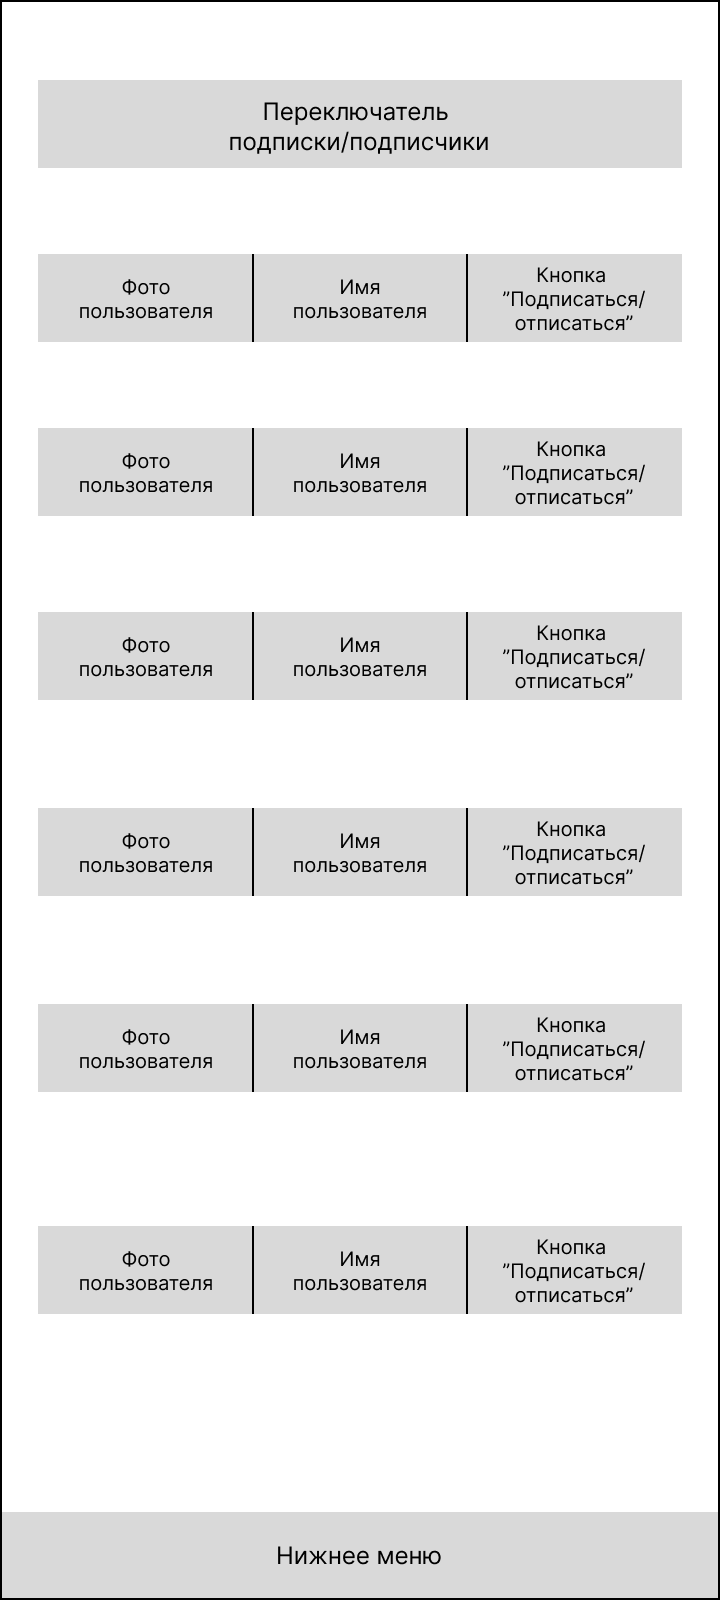 Переключатель
подписки/подписчики
Фото
пользователя
Имя
пользователя
Кнопка
”Подписаться/
отписаться”
Фото
пользователя
Имя
пользователя
Кнопка
”Подписаться/
отписаться”
Фото
пользователя
Имя
пользователя
Кнопка
”Подписаться/
отписаться”
Фото
пользователя
Имя
пользователя
Кнопка
”Подписаться/
отписаться”
Фото
пользователя
Имя
пользователя
Кнопка
”Подписаться/
отписаться”
Фото
пользователя
Имя
пользователя
Кнопка
”Подписаться/
отписаться”
Нижнее меню